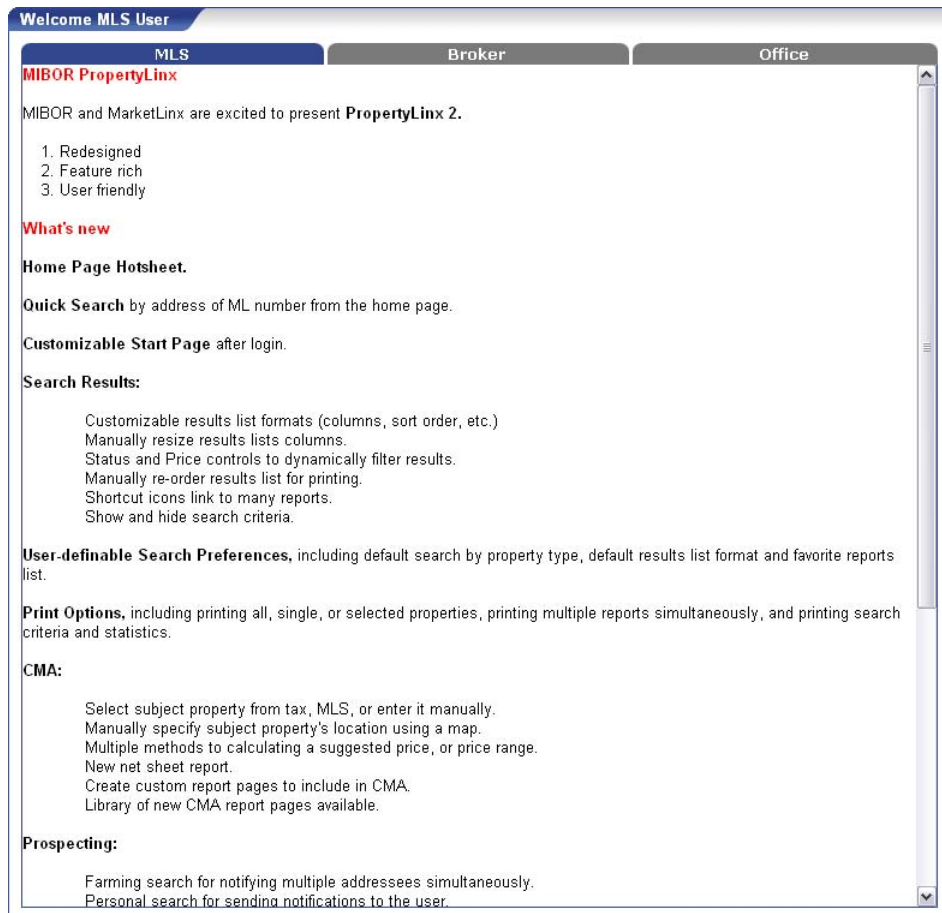 Welcome MLS User
MLS
Broker
Office
MIBOR PropertyLinx
MIBOR and MarketLinx are excited to present PropertyLinx 2.
1. Redesigned
2. Feature rich
3. User friendly
What's new
Home Page Hotsheet.
Quick Search by address of ML number from the home page.
Customizable Start Page after login.
Search Results:
Customizable results list formats (columns, sort order, etc.)
Manually resize results lists columns.
Status and Price controls to dynamically filter results.
Manually re-order results list for printing.
Shortcut icons link to many reports.
Show and hide search criteria.
User-definable Search Preferences, including default search by property type, default results list format and favorite reports
list.
Print Options, including printing all, single, or selected properties, printing multiple reports simultaneously, and printing search
criteria and statistics.
CMA:
Select subject property from tax, MLS, or enter it manually.
Manually specify subject property's location using a map.
Multiple methods to calculating a suggested price, or price range.
New net sheet report.
Create custom report pages to include in CMA.
Library of new CMA report pages available.
Prospecting:
Farming search for notifying multiple addressees simultaneously.
Personal search for sending notifications to the user.